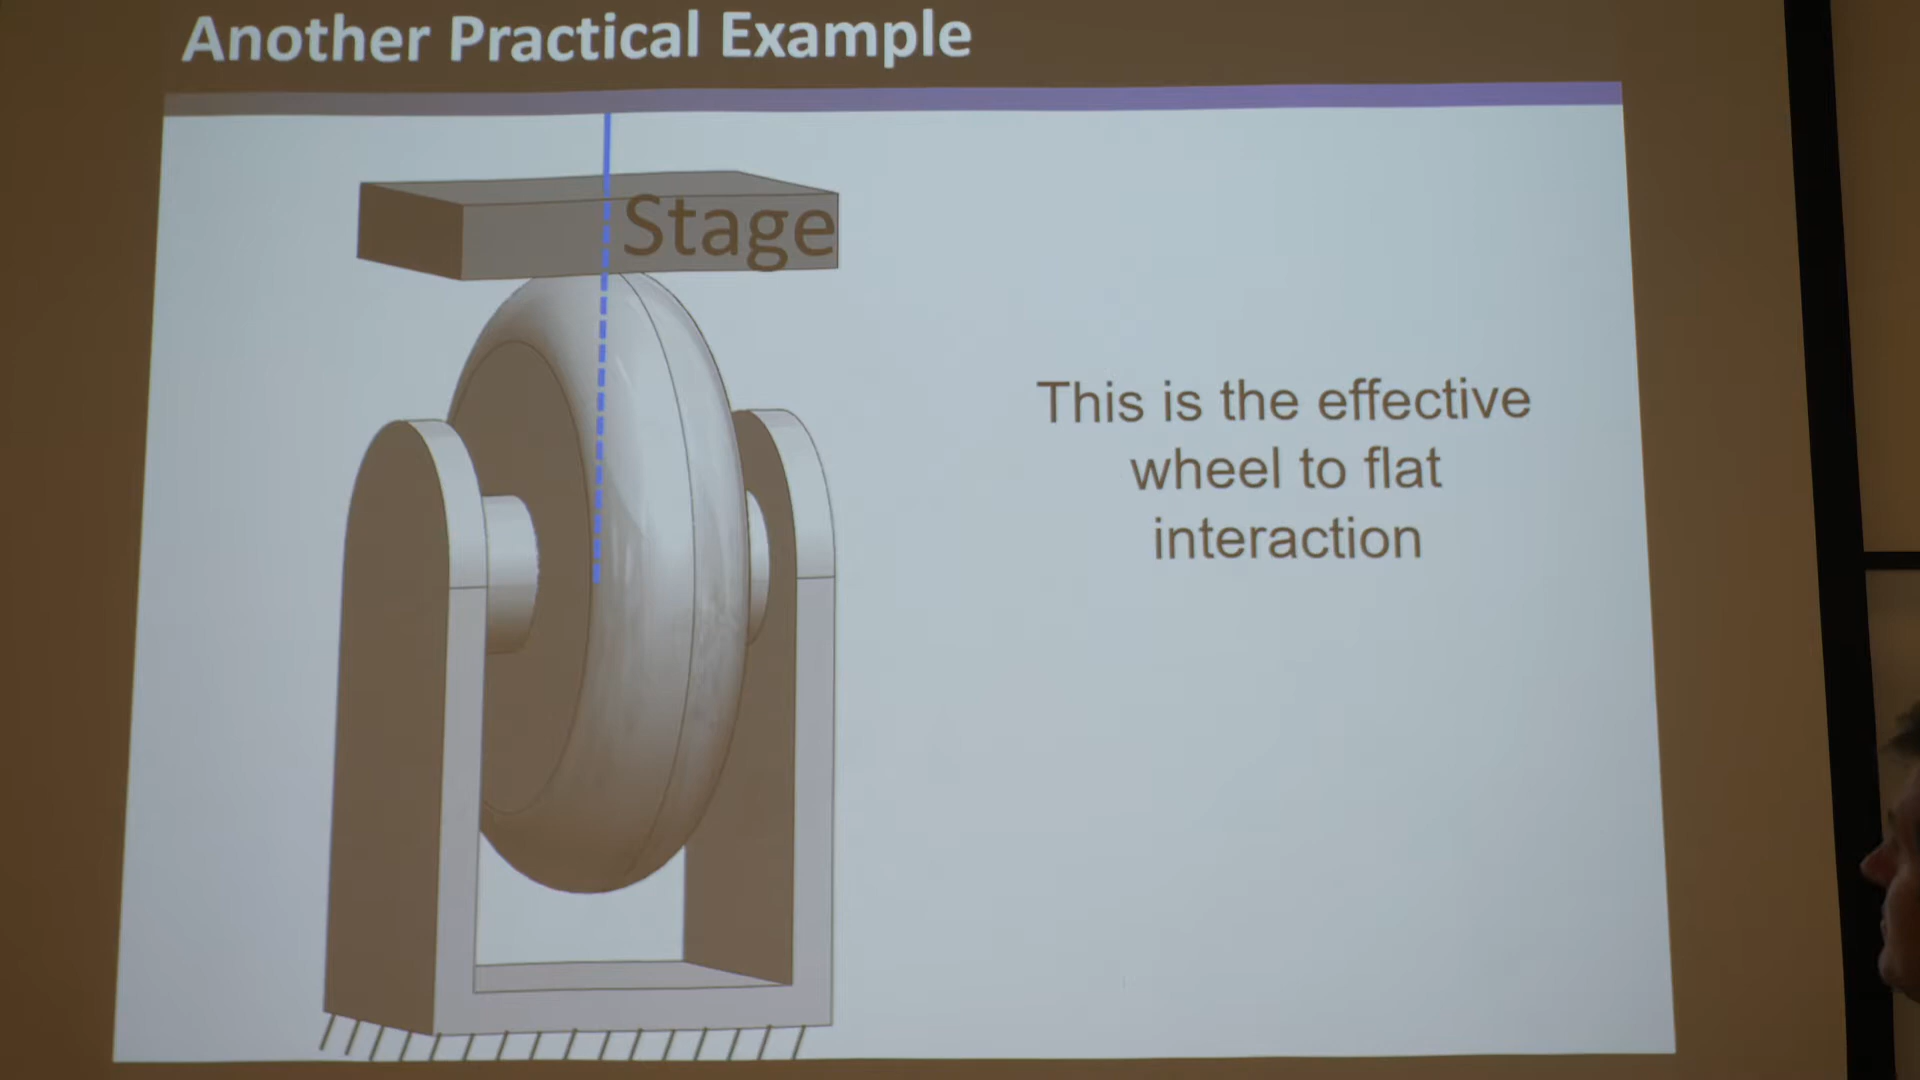 Another Practical Example
Stage
This is the effective
wheel to flat
interaction